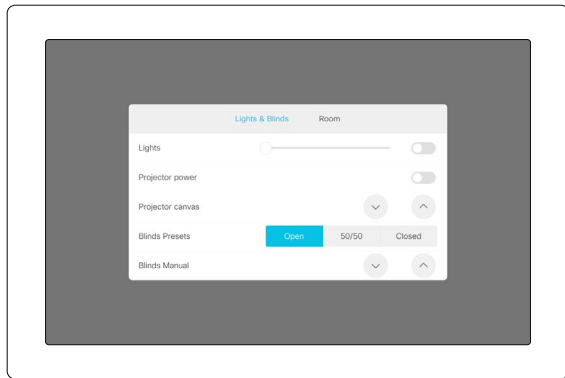 Lights & Blinds Room
Lights
Projector power
Projector canvas
Blinds Presets Open 50/50 Closed
Blinds Manual